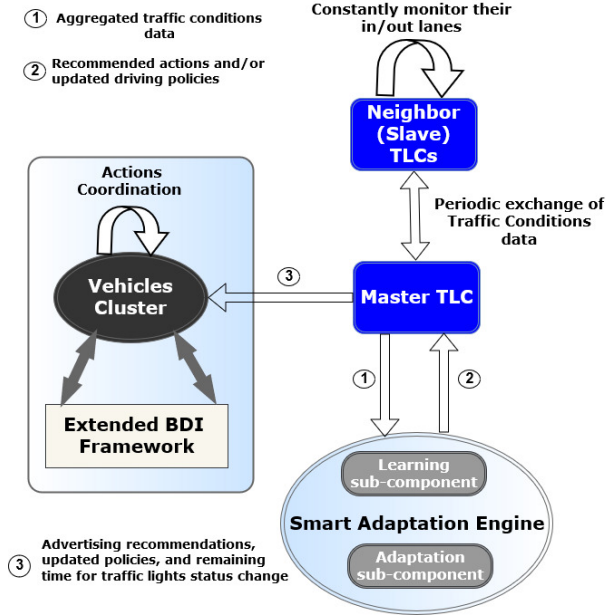 1 Aggregated traffic conditions
data
2 Recommended actions and/or
updated driving policies
Constantly monitor their
in/out lanes
Neighbor
(Slave)
TLCs
Periodic exchange of
Traffic Conditions
data
Actions
Coordination
Vehicles
Cluster
3
Master TLC
Extended BDI
Framework
1
2
Learning
sub-component
Smart Adaptation Engine
Adaptation
sub-component
3 Advertising recommendations,
updated policies, and remaining
time for traffic lights status change